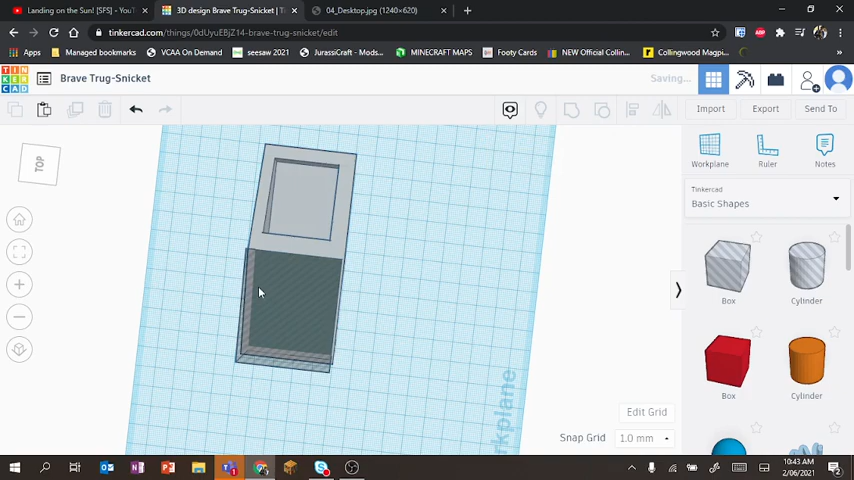 Landing on the Sun! [SFS] - YouTu
3D design Brave Trug-Snicket | Ti
04_Desktop.jpg (1240×620)
tinkercad.com/things/0dUyuEBjZ14-brave-trug-snicket/edit
Apps
Managed bookmarks
VCAA On Demand
seesaw 2021
JurassiCraft - Mods...
MINECRAFT MAPS
Footy Cards
NEW Official Collin...
Collingwood Magpi...
TIN
KER
CAD
Brave Trug-Snicket
Saving...
Import
Export
Send To
TOP
Workplane
Ruler
Notes
Tinkercad
Basic Shapes
Box
Cylinder
Box
Cylinder
rkplane
Edit Grid
Snap Grid
1.0 mm
10:43 AM
2/06/2021